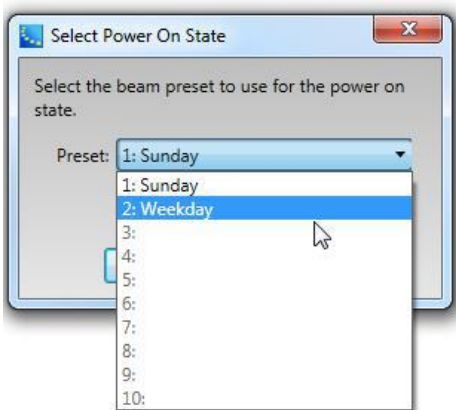 Select Power On State
Select the beam preset to use for the power on
state.
Preset: 1: Sunday
1: Sunday
2: Weekday
3:
4:
5:
6:
7:
8:
9:
10: